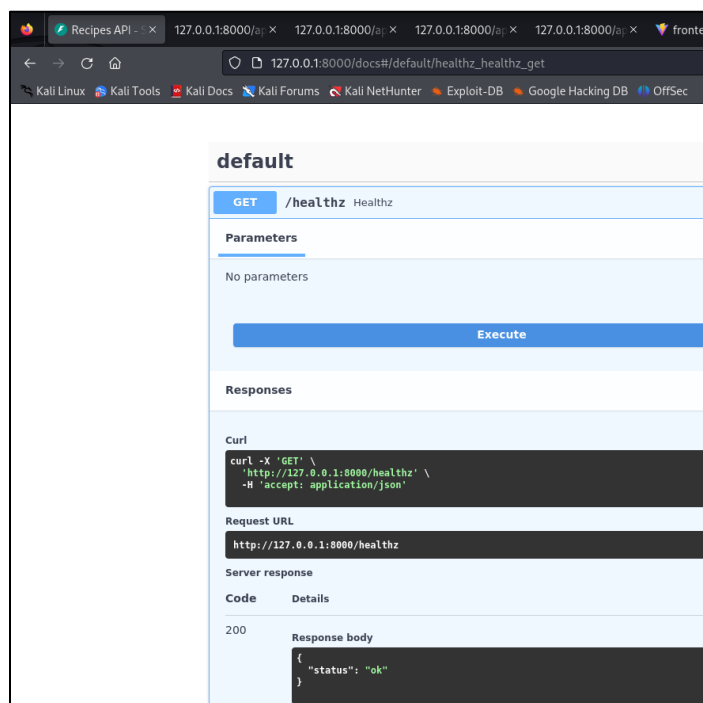 Recipes API - S
127.0.0.1:8000/ap
127.0.0.1:8000/ap
127.0.0.1:8000/ap
127.0.0.1:8000/ap
fronte
127.0.0.1:8000/docs#/default/healthz_healthz_get
Kali Linux Kali Tools Kali Docs Kali Forums Kali NetHunter Exploit-DB Google Hacking DB OffSec
default
GET /healthz Healthz
Parameters
No parameters
Execute
Responses
Curl
curl -X 'GET' \
'http://127.0.0.1:8000/healthz' \
-H 'accept: application/json'
Request URL
http://127.0.0.1:8000/healthz
Server response
Code Details
200
Response body
{
"status": "ok"
}